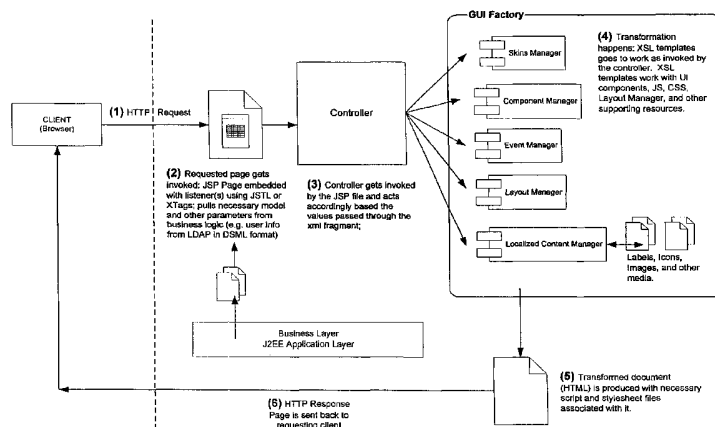 GUI Factory
(4) Transformation
happens: XSL templates
goes to work as invoked by
the controller. XSL
templates work with UI
components, JS, CSS,
Layout Manager, and other
supporting resources.
Skins Manager
Component Manager
Event Manager
Layout Manager
Localized Content Manager
Labels, Icons,
Images, and other
media.
CLIENT
(Browser)
(1) HTTP Request
Controller
(2) Requested page gets
invoked: JSP Page embedded
with listener(s) using JSTL or
XTags; pulls necessary model
and other parameters from
business logic (e.g. user info
from LDAP in DSML format)
(3) Controller gets invoked
by the JSP file and acts
accordingly based the
values passed through the
xml fragment;
Business Layer
J2EE Application Layer
(5) Transformed document
(HTML) is produced with necessary
script and stylesheet files
associated with it.
(6) HTTP Response
Page is sent back to
requesting client